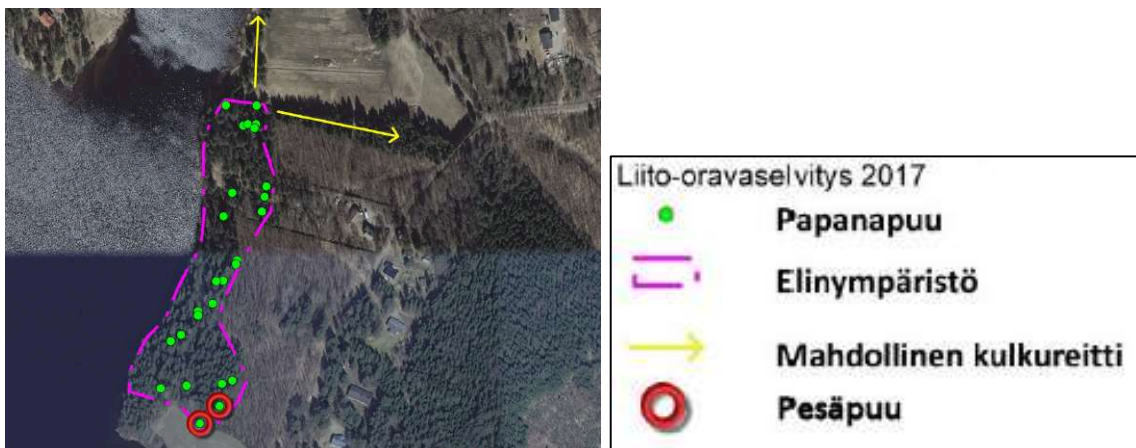 Liito-oravaselvitys 2017
Papanapuu
Elinympäristö
Mahdollinen kulkureitti
Pesäpuu